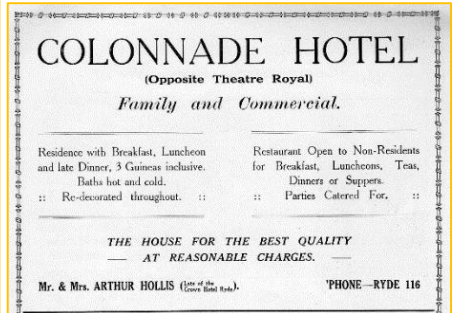 COLONNADE HOTEL
(Opposite Theatre Royal)
Family and Commercial.
Residence with Breakfast, Luncheon
and late Dinner, 3 Guineas inclusive.
Baths hot and cold.
:: Re-decorated throughout. ::
Restaurant Open to Non-Residents
for Breakfast, Luncheons, Teas,
Dinners or Suppers.
:: Parties Catered For, ::
THE HOUSE FOR THE BEST QUALITY
— AT REASONABLE CHARGES. —
Mr. & Mrs. ARTHUR HOLLIS (Late of the Crown Hotel Ryde). 'PHONE—RYDE 116